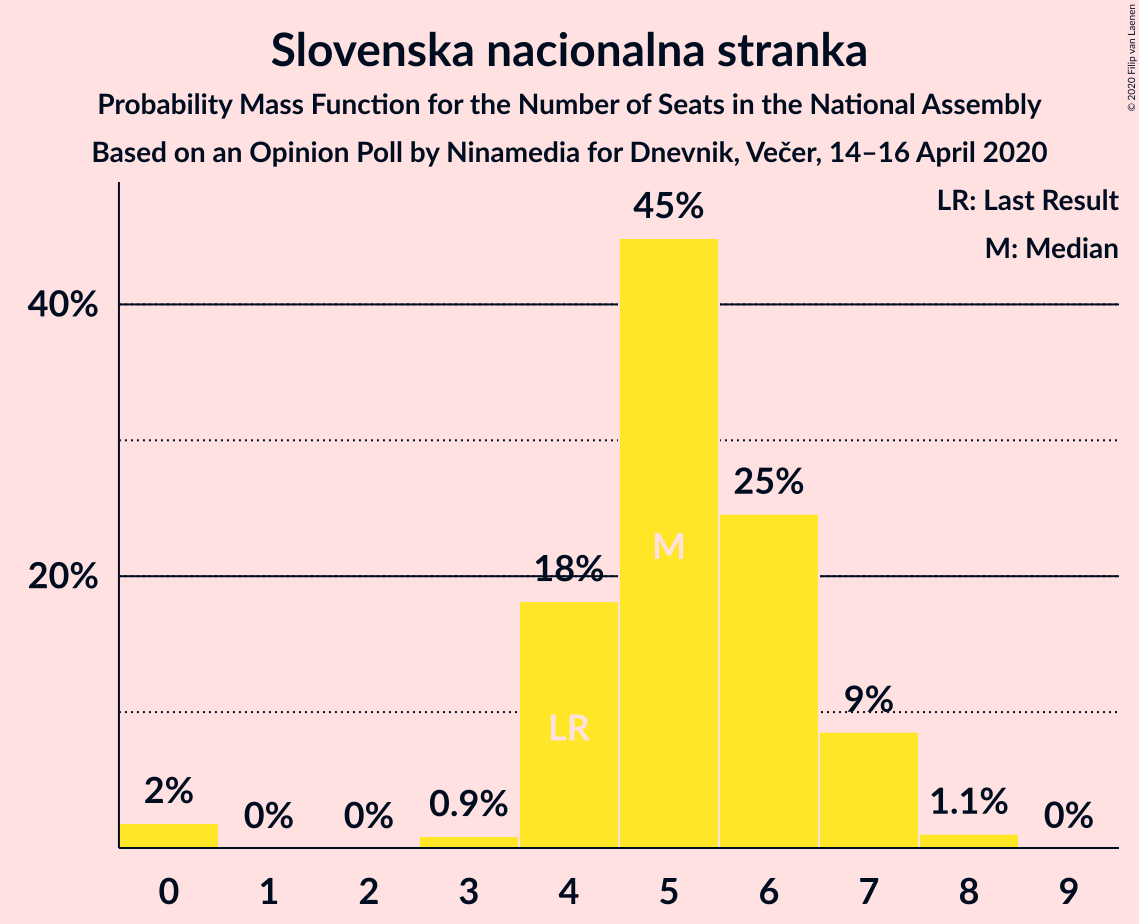 Slovenska nacionalna stranka
Probability Mass Function for the Number of Seats in the National Assembly
Based on an Opinion Poll by Ninamedia for Dnevnik, Večer, 14–16 April 2020
© 2020 Filip van Laenen
LR: Last Result
M: Median
40%
20%
2%
0%
0%
0.9%
18%
45%
25%
9%
1.1%
0%
LR
M
0 1 2 3 4 5 6 7 8 9